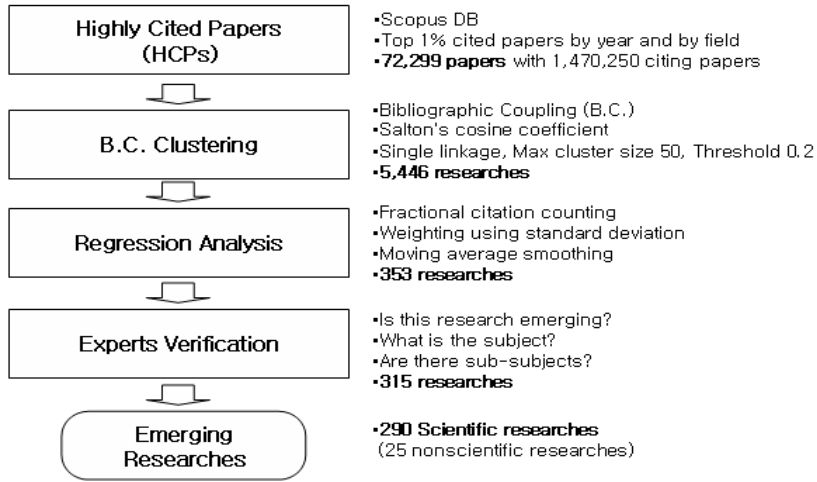 Highly Cited Papers
(HCPs)
▪Scopus DB
▪Top 1% cited papers by year and by field
▪72,299 papers with 1,470,250 citing papers
B.C. Clustering
▪Bibliographic Coupling (B.C.)
▪Salton's cosine coefficient
▪Single linkage, Max cluster size 50, Threshold 0.2
▪5,446 researches
Regression Analysis
▪Fractional citation counting
▪Weighting using standard deviation
▪Moving average smoothing
▪353 researches
Experts Verification
▪Is this research emerging?
▪What is the subject?
▪Are there sub-subjects?
▪315 researches
Emerging
Researches
▪290 Scientific researches
(25 nonscientific researches)